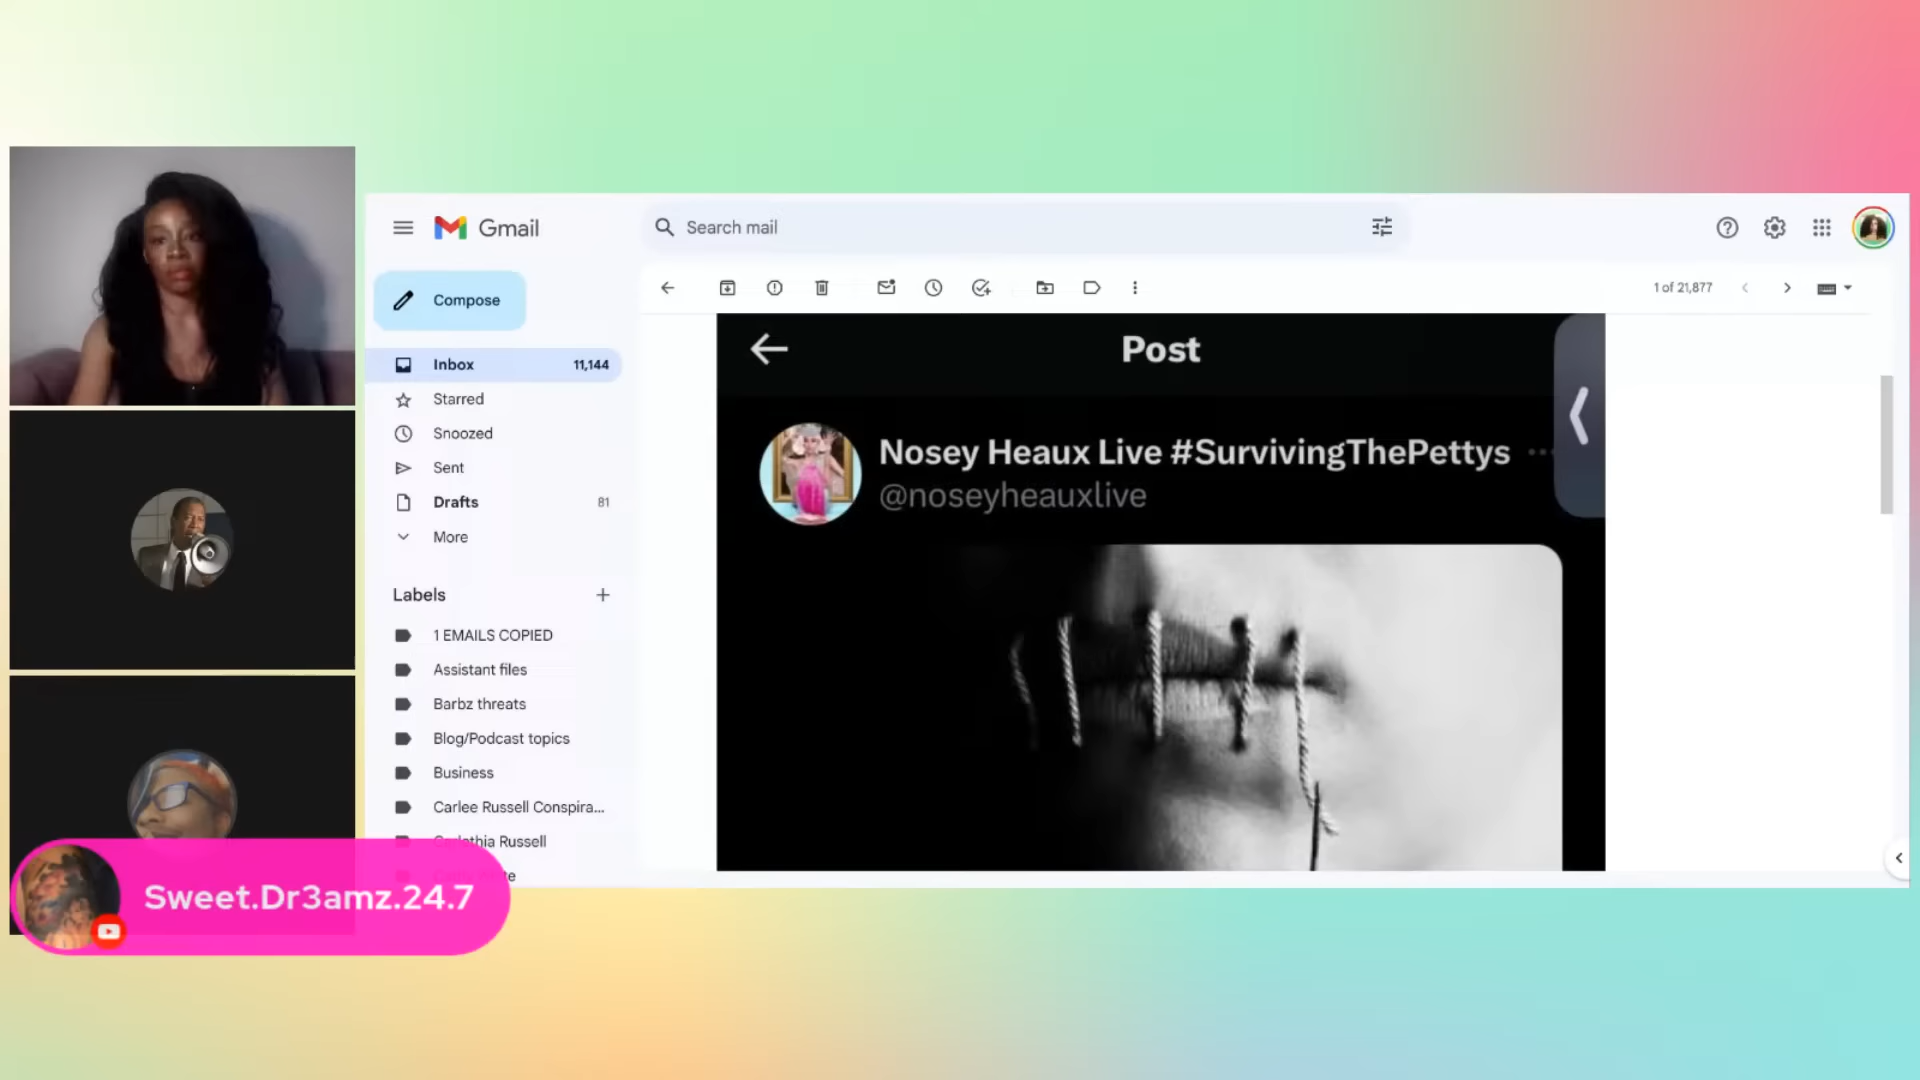 Gmail
Search mail
Compose
1 of 21,877
Inbox 11,144
Starred
Snoozed
Sent
Drafts 81
More
Labels
1 EMAILS COPIED
Assistant files
Barbz threats
Blog/Podcast topics
Business
Carlee Russell Conspira...
Russell
Post
Nosey Heaux Live #SurvivingThePettys
@noseyheauxlive
Sweet.Dr3amz.24.7